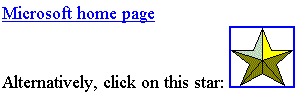 Microsoft home page
Alternatively, click on this star: